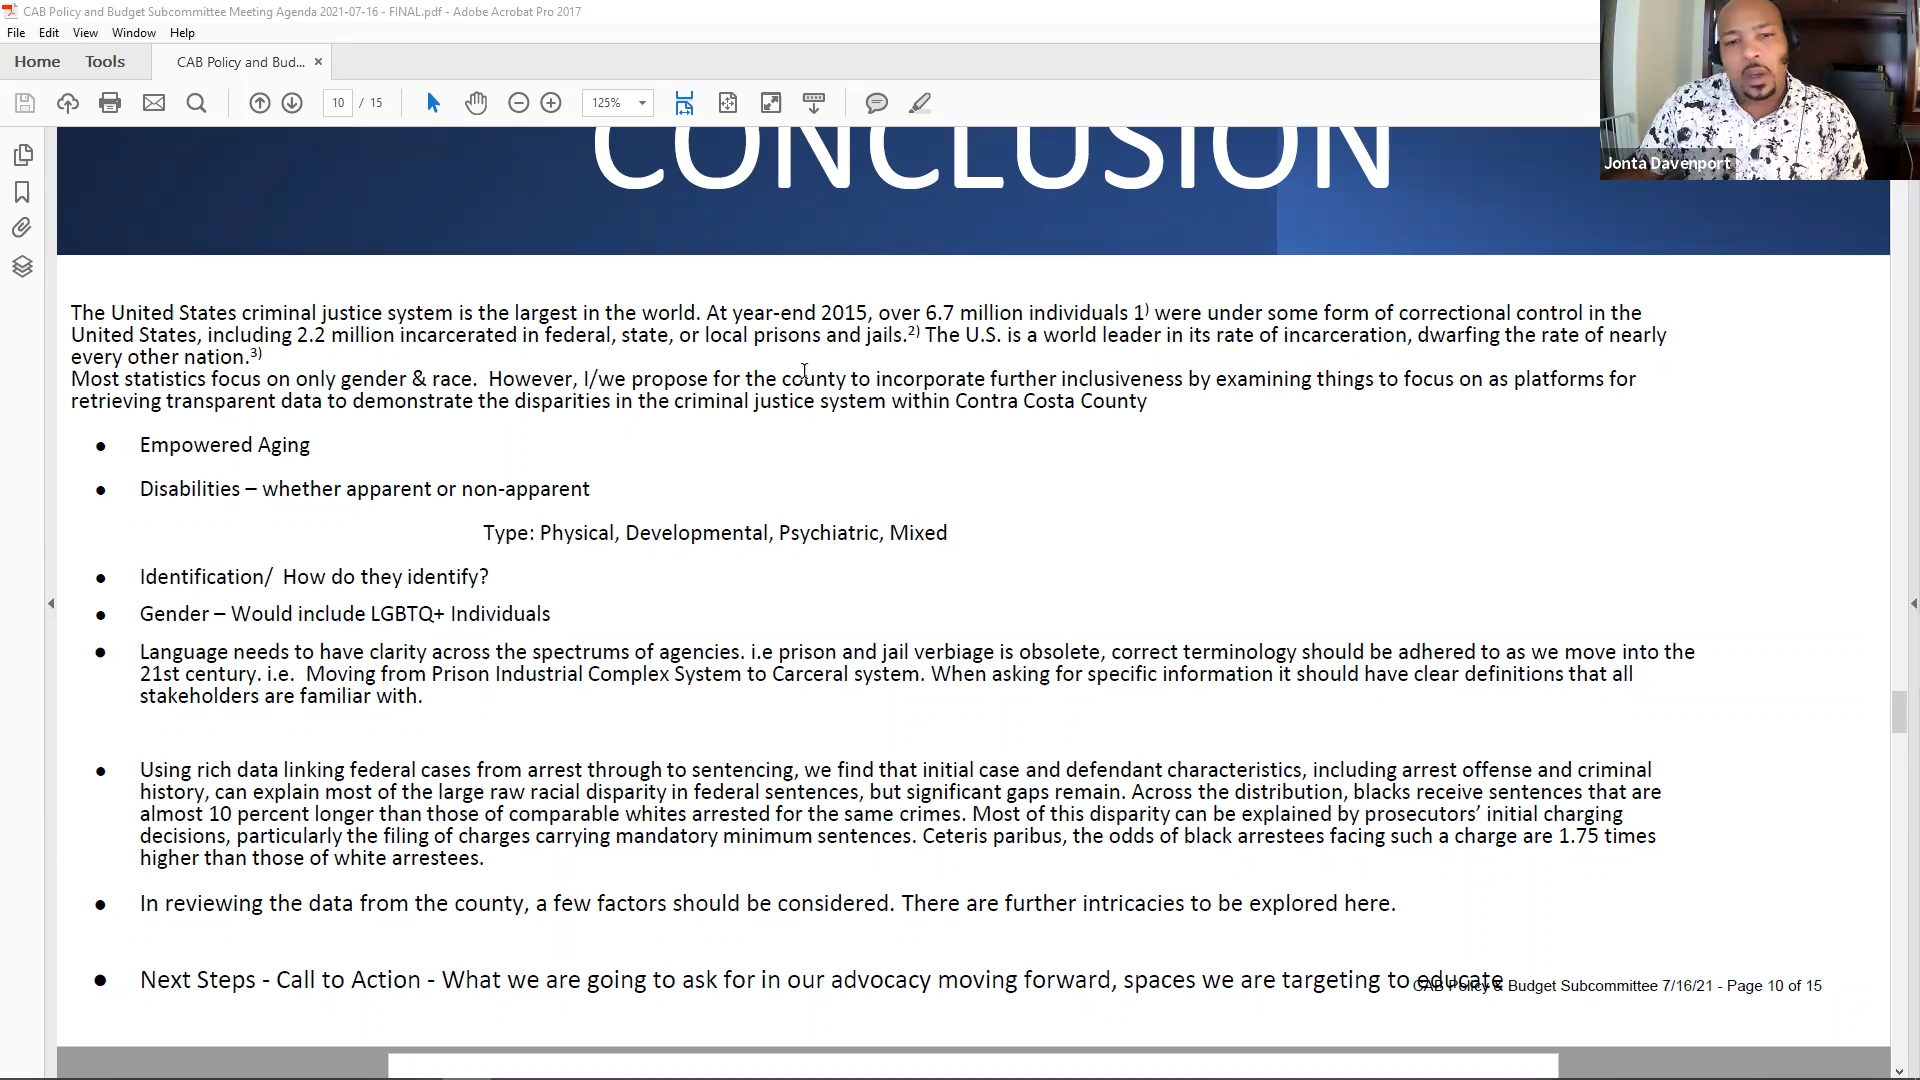 CAB Policy and Budget Subcommittee Meeting Agenda 2021-07-16 - FINAL.pdf - Adobe Acrobat Pro 2017
File Edit View Window Help
Home Tools CAB Policy and Bud... ×
10 / 15 125%
Jonta Davenport
CONCLUSION
The United States criminal justice system is the largest in the world. At year-end 2015, over 6.7 million individuals 1) were under some form of correctional control in the
United States, including 2.2 million incarcerated in federal, state, or local prisons and jails.2) The U.S. is a world leader in its rate of incarceration, dwarfing the rate of nearly
every other nation.3)
Most statistics focus on only gender & race. However, I/we propose for the county to incorporate further inclusiveness by examining things to focus on as platforms for
retrieving transparent data to demonstrate the disparities in the criminal justice system within Contra Costa County
● Empowered Aging
● Disabilities – whether apparent or non-apparent
Type: Physical, Developmental, Psychiatric, Mixed
● Identification/ How do they identify?
● Gender – Would include LGBTQ+ Individuals
● Language needs to have clarity across the spectrums of agencies. i.e prison and jail verbiage is obsolete, correct terminology should be adhered to as we move into the
21st century. i.e. Moving from Prison Industrial Complex System to Carceral system. When asking for specific information it should have clear definitions that all
stakeholders are familiar with.
● Using rich data linking federal cases from arrest through to sentencing, we find that initial case and defendant characteristics, including arrest offense and criminal
history, can explain most of the large raw racial disparity in federal sentences, but significant gaps remain. Across the distribution, blacks receive sentences that are
almost 10 percent longer than those of comparable whites arrested for the same crimes. Most of this disparity can be explained by prosecutors’ initial charging
decisions, particularly the filing of charges carrying mandatory minimum sentences. Ceteris paribus, the odds of black arrestees facing such a charge are 1.75 times
higher than those of white arrestees.
● In reviewing the data from the county, a few factors should be considered. There are further intricacies to be explored here.
● Next Steps - Call to Action - What we are going to ask for in our advocacy moving forward, spaces we are targeting to educate
CAB Policy & Budget Subcommittee 7/16/21 - Page 10 of 15